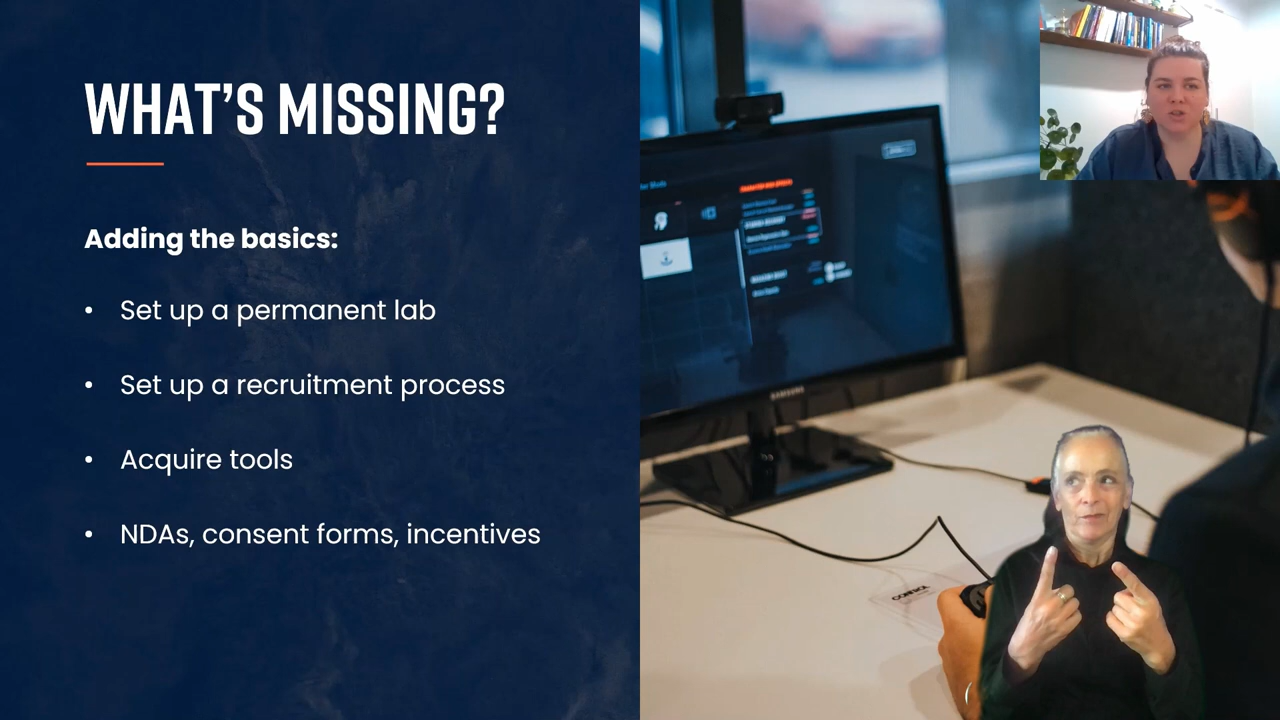 WHAT'S MISSING?
Adding the basics:
• Set up a permanent lab
• Set up a recruitment process
• Acquire tools
• NDAs, consent forms, incentives
SAMSUNG